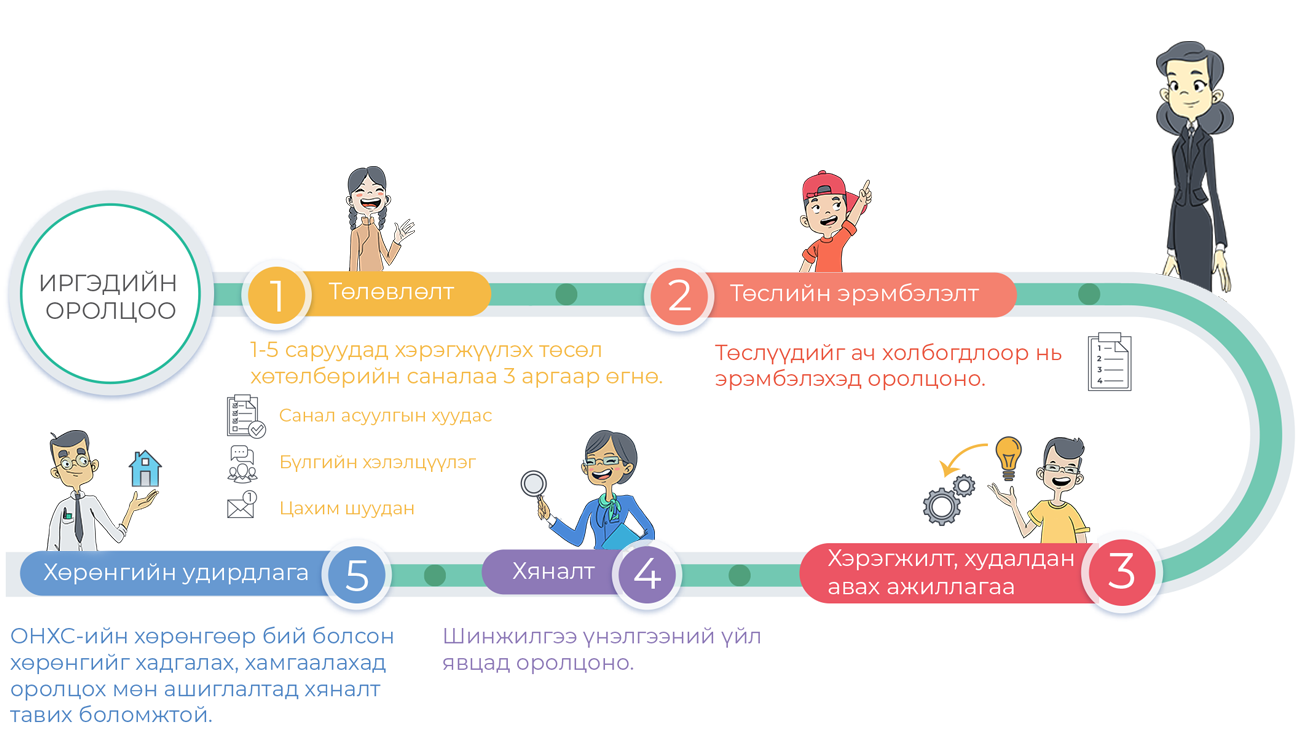 ИРГЭДИЙН
ОРОЛЦОО
1
Төлөвлөлт
1-5 саруудад хэрэгжүүлэх төсөл
хөтөлбөрийн саналаа 3 аргаар өгнө.
Санал асуулгын хуудас
Бүлгийн хэлэлцүүлэг
1
Цахим шуудан
2
Төслийн эрэмбэлэлт
Төслүүдийг ач холбогдлоор нь
эрэмбэлэхэд оролцоно.
1
2
3
4
Хэрэгжилт, худалдан
авах ажиллагаа
3
Хяналт
4
Шинжилгээ үнэлгээний үйл
явцад оролцоно.
Хөрөнгийн удирдлага
5
ОНХС-ийн хөрөнгөөр бий болсон
хөрөнгийг хадгалах, хамгаалахад
оролцох мөн ашиглалтад хяналт
тавих боломжтой.